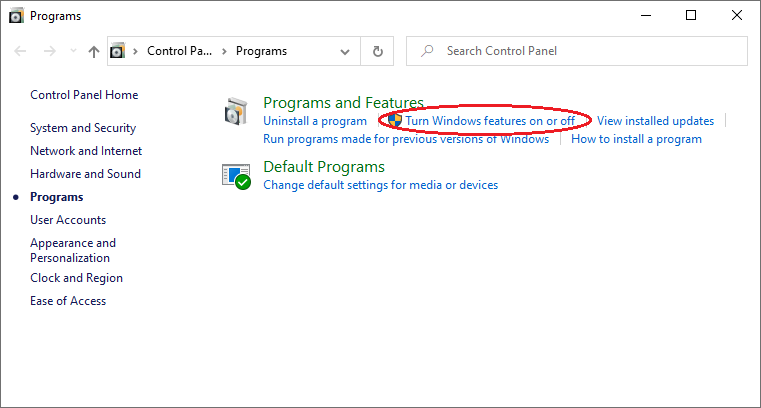 Programs
Control Pa... Programs
Search Control Panel
Control Panel Home
System and Security
Network and Internet
Hardware and Sound
Programs
User Accounts
Appearance and
Personalization
Clock and Region
Ease of Access
Programs and Features
Uninstall a program Turn Windows features on or off View installed updates
Run programs made for previous versions of Windows How to install a program
Default Programs
Change default settings for media or devices